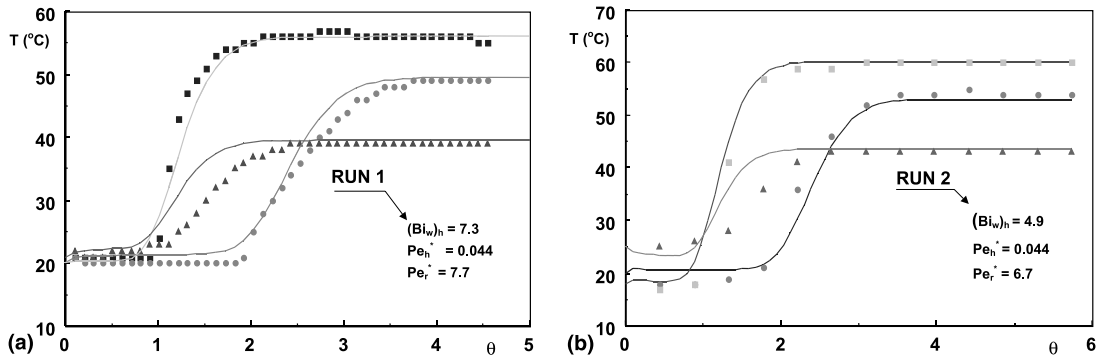 60
T (°C)
50
40
30
20
10
0
1
2
3
4
θ
5
RUN 1
(Bi_w)_h = 7.3
Pe_h^* = 0.044
Pe_r^* = 7.7
(a)
70
T (°C)
60
50
40
30
20
10
0
2
4
θ
6
RUN 2
(Bi_w)_h = 4.9
Pe_h^* = 0.044
Pe_r^* = 6.7
(b)